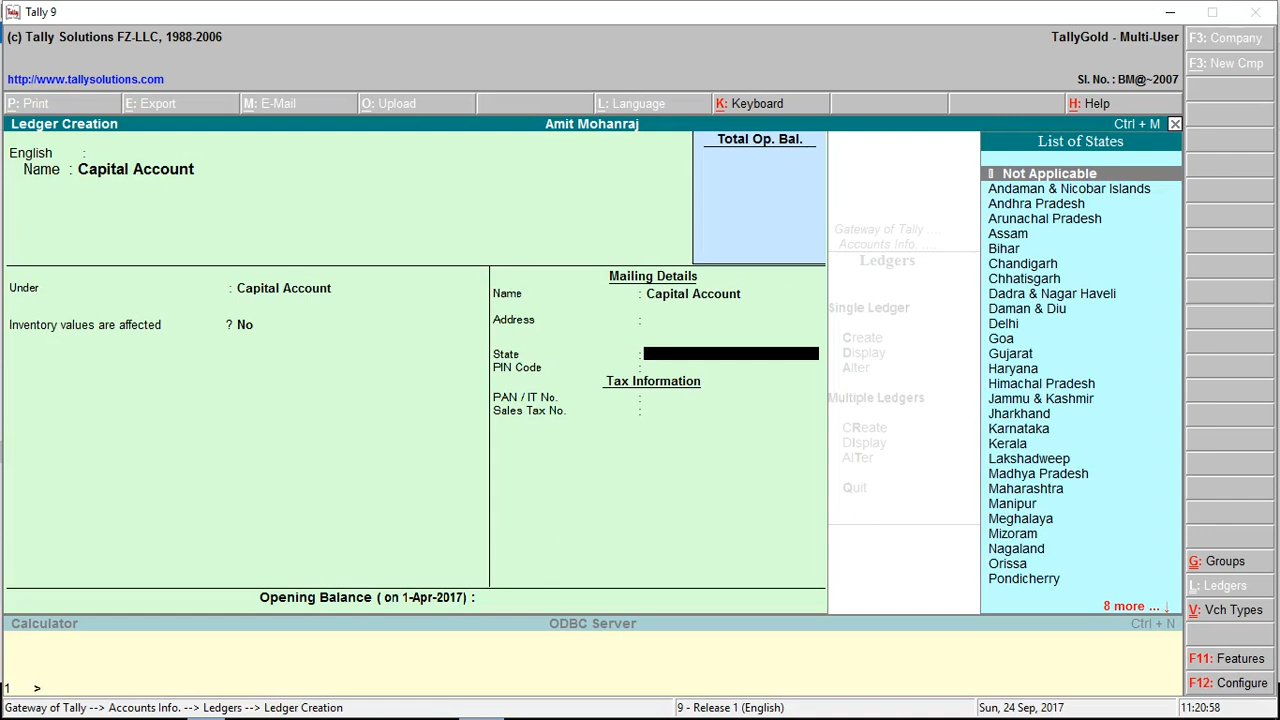 Tally 9
(c) Tally Solutions FZ-LLC, 1988-2006
TallyGold - Multi-User
http://www.tallysolutions.com
Sl. No. : BM@~2007
P: Print E: Export M: E-Mail O: Upload L: Language K: Keyboard H: Help
Ledger Creation Amit Mohanraj Ctrl + M
English :
Name : Capital Account
Total Op. Bal.
Under : Capital Account
Inventory values are affected ? No
Mailing Details
Name : Capital Account
Address :
State :
PIN Code :
Tax Information
PAN / IT No. :
Sales Tax No. :
Opening Balance ( on 1-Apr-2017) :
Gateway of Tally ....
Accounts Info. ....
Ledgers
Single Ledger
Create
Display
Alter
Multiple Ledgers
CReate
DIsplay
AlTer
Quit
List of States
Not Applicable
Andaman & Nicobar Islands
Andhra Pradesh
Arunachal Pradesh
Assam
Bihar
Chandigarh
Chhatisgarh
Dadra & Nagar Haveli
Daman & Diu
Delhi
Goa
Gujarat
Haryana
Himachal Pradesh
Jammu & Kashmir
Jharkhand
Karnataka
Kerala
Lakshadweep
Madhya Pradesh
Maharashtra
Manipur
Meghalaya
Mizoram
Nagaland
Orissa
Pondicherry
8 more ... ↓
F3: Company
F3: New Cmp
G: Groups
L: Ledgers
V: Vch Types
F11: Features
F12: Configure
Calculator ODBC Server Ctrl + N
1 >
Gateway of Tally --> Accounts Info. --> Ledgers --> Ledger Creation
9 - Release 1 (English)
Sun, 24 Sep, 2017
11:20:58